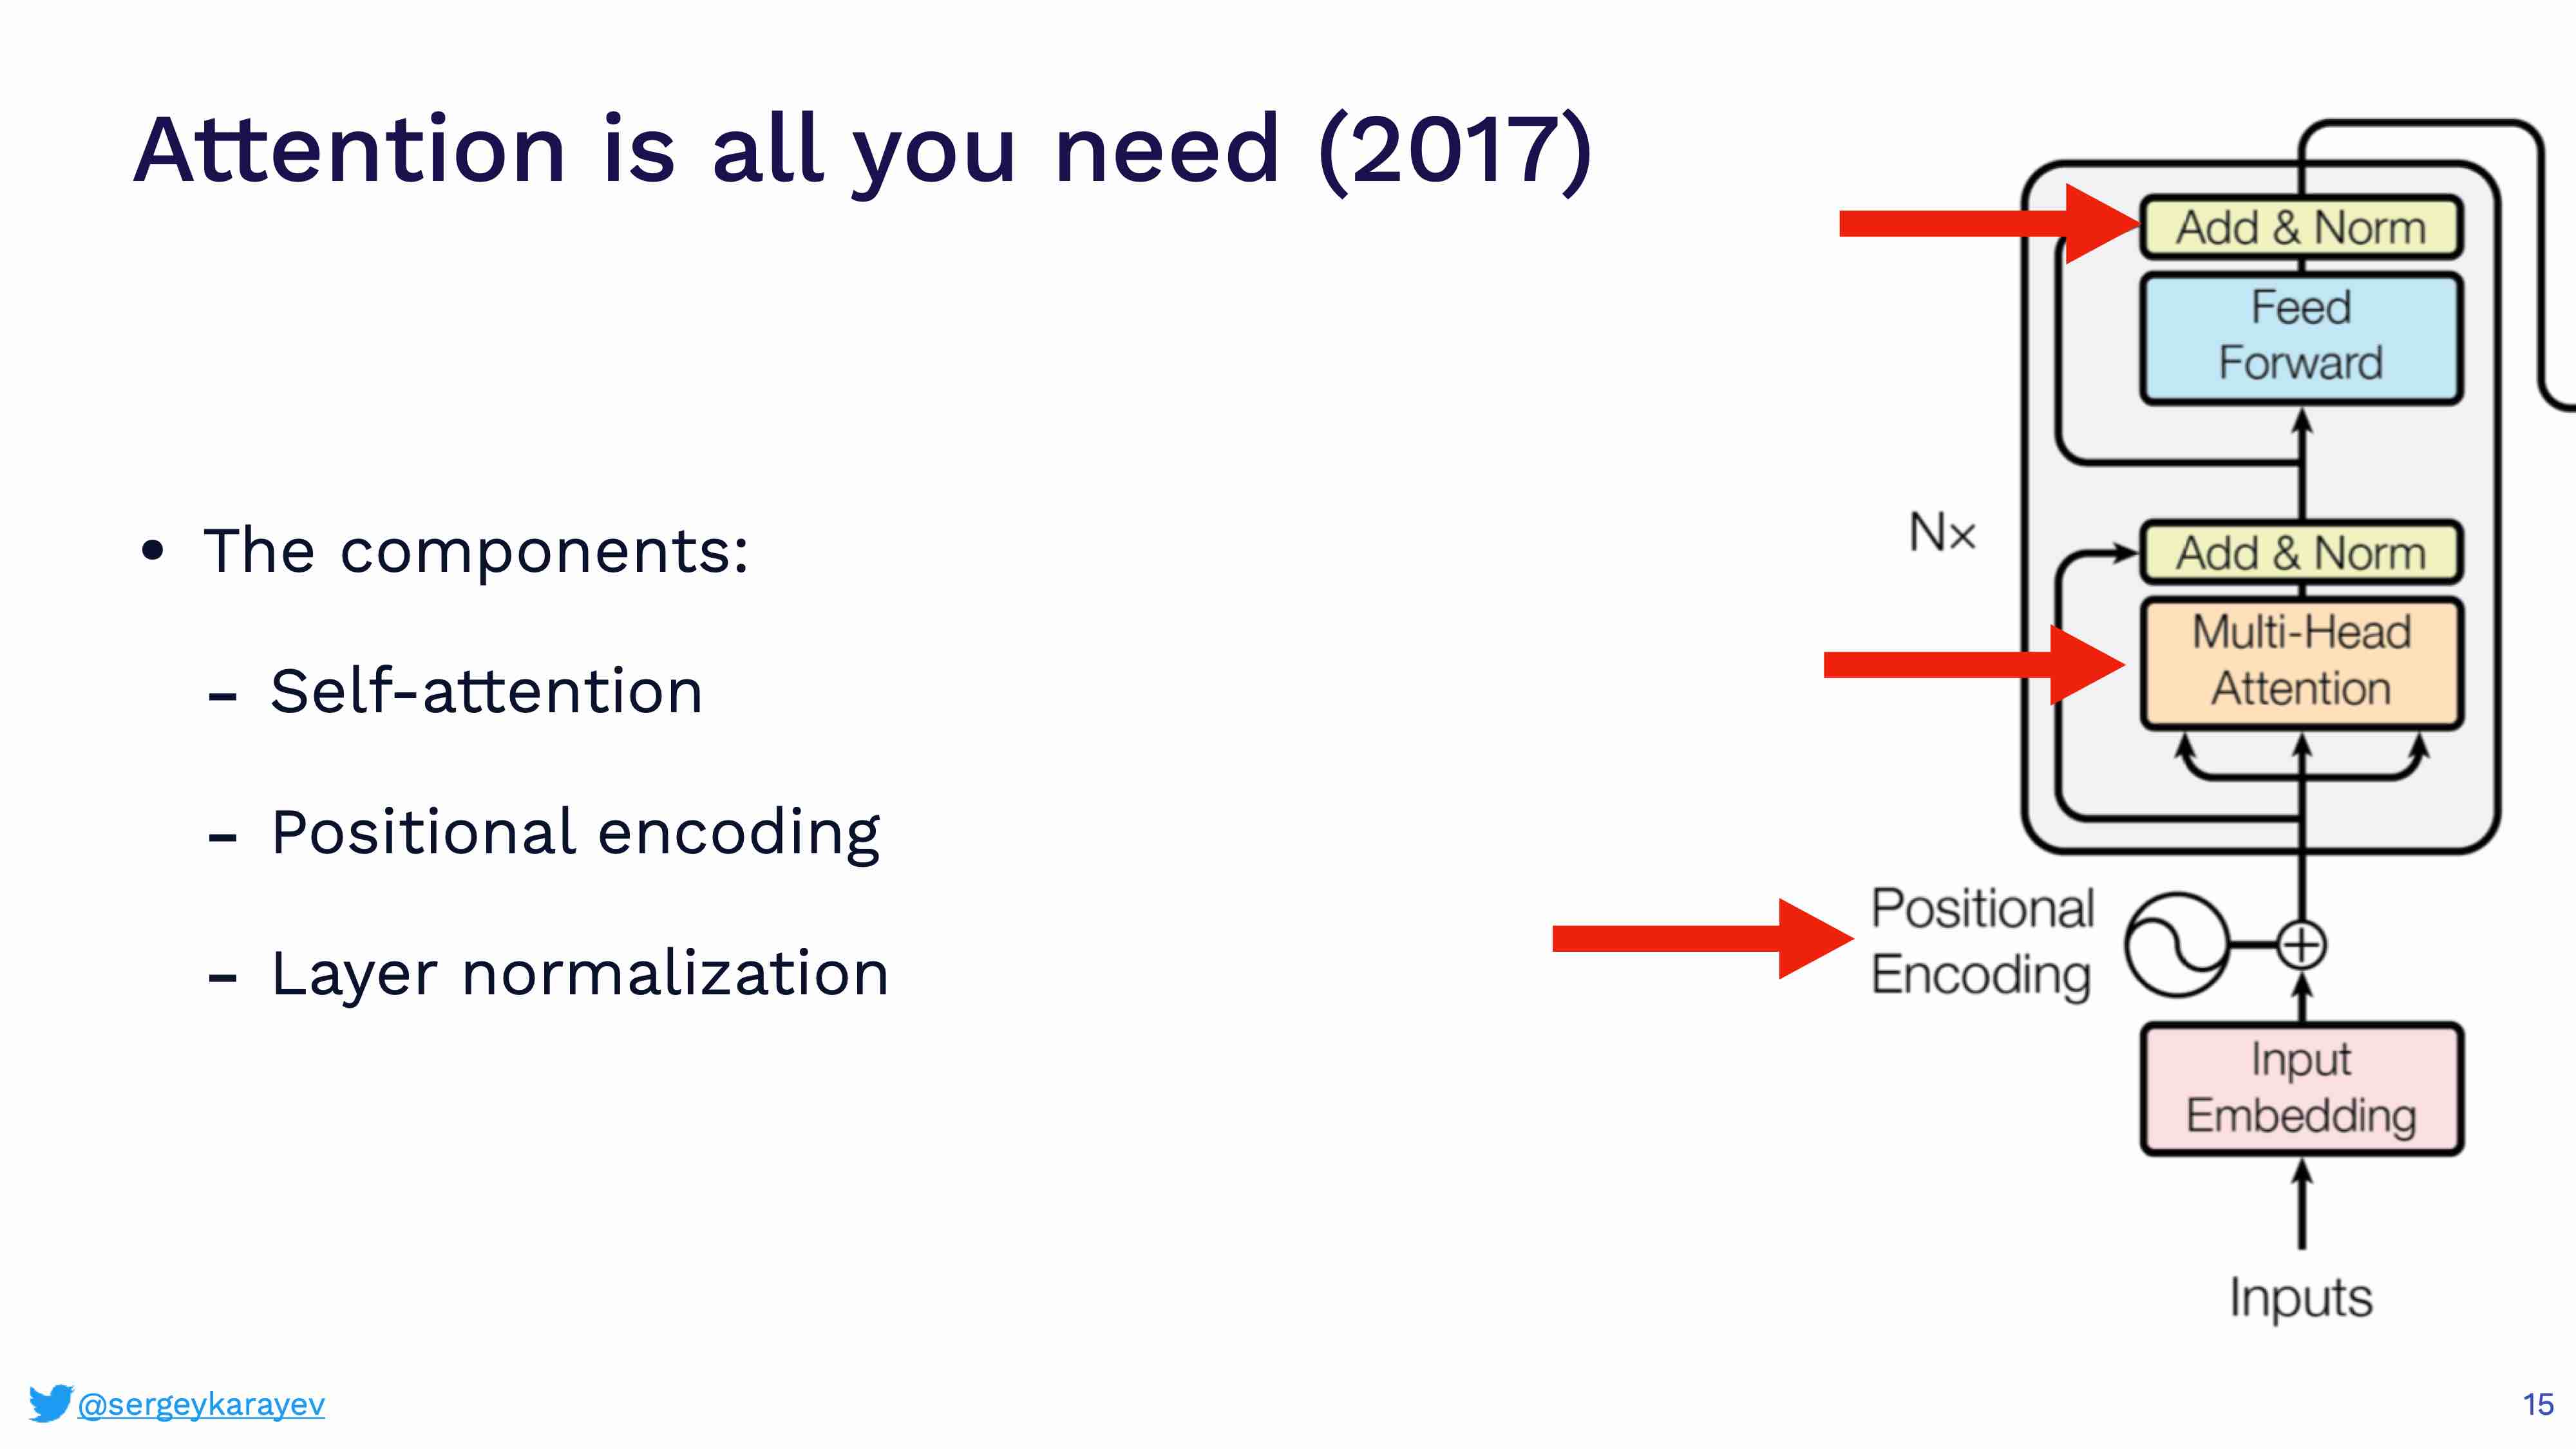 Attention is all you need (2017)
• The components:
- Self-attention
- Positional encoding
- Layer normalization
Add & Norm
Feed
Forward
N×
Add & Norm
Multi-Head
Attention
Positional
Encoding
Input
Embedding
Inputs
@sergeykarayev
15